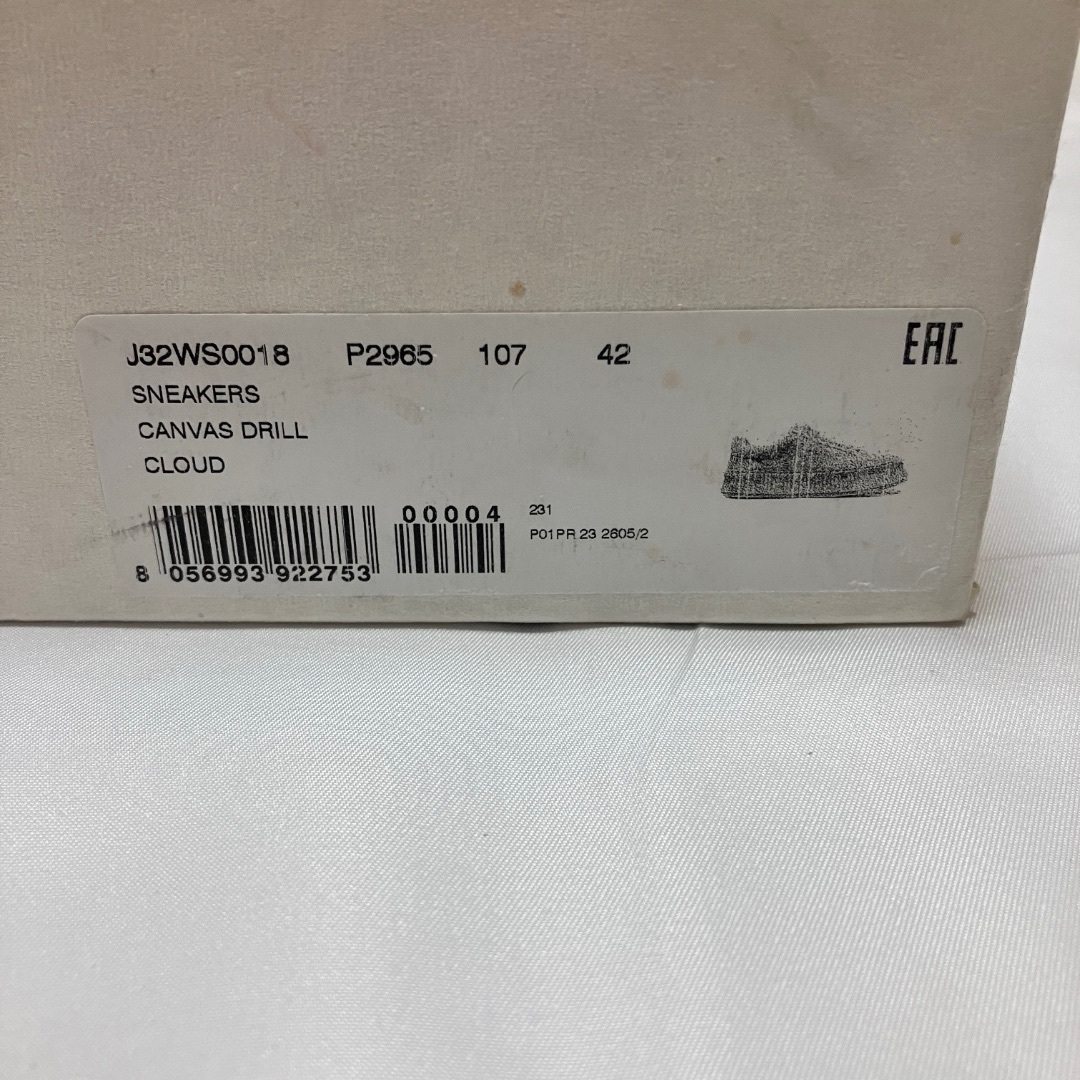 J32WS0018 P2965 107 42 EAC
SNEAKERS
CANVAS DRILL
CLOUD
00004 231
P01PR 23 2605/2
8 056993 922753